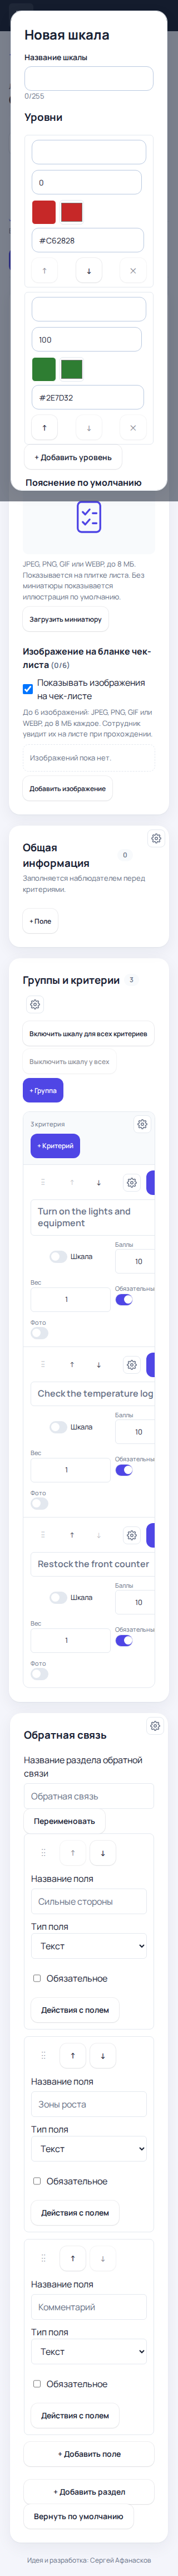 Новая шкала
Название шкалы
0/255
Уровни
0
#C62828
↑ ↓ ×
100
#2E7D32
↑ ↓ ×
+ Добавить уровень
Пояснение по умолчанию
JPEG, PNG, GIF или WEBP, до 8 МБ.
Показывается на плитке листа. Без
миниатюры показывается
иллюстрация по умолчанию.
Загрузить миниатюру
Изображение на бланке чек-
листа (0/6)
Показывать изображения
на чек-листе
До 6 изображений: JPEG, PNG, GIF или
WEBP, до 8 МБ каждое. Сотрудник
увидит их на листе при прохождении.
Изображений пока нет.
Добавить изображение
Общая
информация
0
Заполняется наблюдателем перед
критериями.
+ Поле
Группы и критерии 3
Включить шкалу для всех критериев
Выключить шкалу у всех
+ Группа
3 критерия
+ Критерий
↑ ↓
Turn on the lights and
equipment
Шкала
Баллы
10
Вес
1
Обязательны
Фото
↑ ↓
Check the temperature log
Шкала
Баллы
10
Вес
1
Обязательны
Фото
↑ ↓
Restock the front counter
Шкала
Баллы
10
Вес
1
Обязательны
Фото
Обратная связь
Название раздела обратной
связи
Обратная связь
Переименовать
↑ ↓
Название поля
Сильные стороны
Тип поля
Текст
Обязательное
Действия с полем
↑ ↓
Название поля
Зоны роста
Тип поля
Текст
Обязательное
Действия с полем
↑ ↓
Название поля
Комментарий
Тип поля
Текст
Обязательное
Действия с полем
+ Добавить поле
+ Добавить раздел
Вернуть по умолчанию
Идея и разработка: Сергей Афанасков